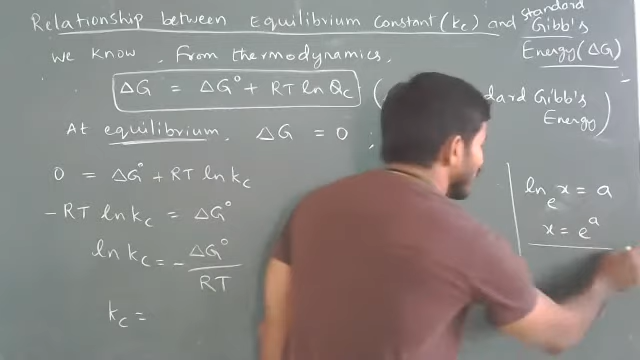 Relationship between Equilibrium Constant (kc) and standard Gibb's Energy (ΔG)
we know, from thermodynamics,
ΔG = ΔG° + RT ln Qc (
dard Gibb's Energy)
At equilibrium, ΔG = 0;
0 = ΔG° + RT ln kc
-RT ln kc = ΔG°
ln kc = - ΔG°/RT
kc =
ln_e x = a
x = e^a